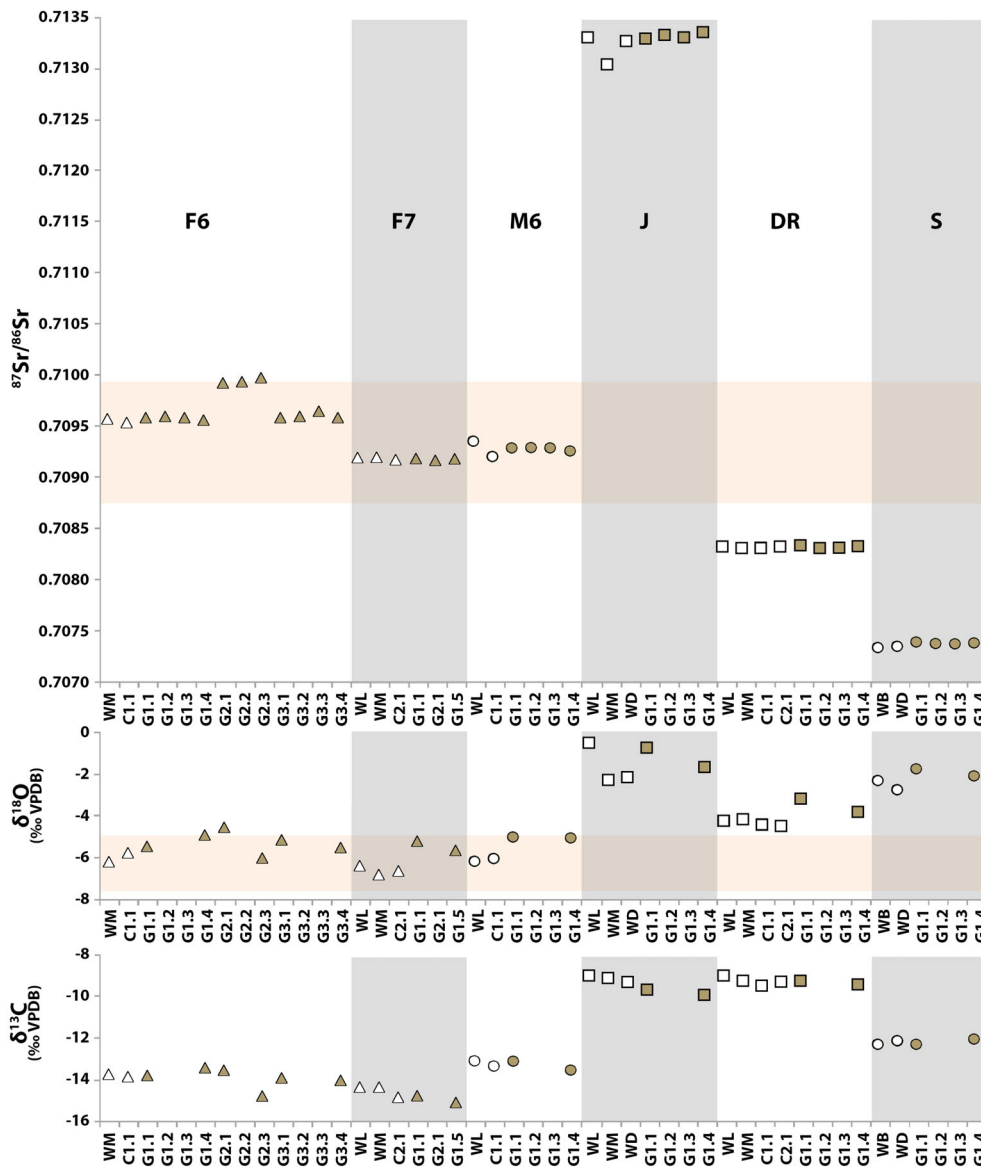 0.7135
0.7130
0.7125
0.7120
0.7115
0.7110
0.7105
0.7100
0.7095
0.7090
0.7085
0.7080
0.7075
0.7070
⁸⁷Sr/⁸⁶Sr
F6 F7 M6 J DR S
WM C1.1 G1.1 G1.2 G1.3 G1.4 G2.1 G2.2 G2.3 G3.1 G3.2 G3.3 G3.4 WL WM C2.1 G1.1 G2.1 G1.5 WL C1.1 G1.1 G1.2 G1.3 G1.4 WL WM WD G1.1 G1.2 G1.3 G1.4 WL WM C1.1 C2.1 G1.1 G1.2 G1.3 G1.4 WB WD G1.1 G1.2 G1.3 G1.4
0
-2
-4
-6
-8
δ¹⁸O
(‰ VPDB)
WM C1.1 G1.1 G1.2 G1.3 G1.4 G2.1 G2.2 G2.3 G3.1 G3.2 G3.3 G3.4 WL WM C2.1 G1.1 G2.1 G1.5 WL C1.1 G1.1 G1.2 G1.3 G1.4 WL WM WD G1.1 G1.2 G1.3 G1.4 WL WM C1.1 C2.1 G1.1 G1.2 G1.3 G1.4 WB WD G1.1 G1.2 G1.3 G1.4
-8
-10
-12
-14
-16
δ¹³C
(‰ VPDB)
WM C1.1 G1.1 G1.2 G1.3 G1.4 G2.1 G2.2 G2.3 G3.1 G3.2 G3.3 G3.4 WL WM C2.1 G1.1 G2.1 G1.5 WL C1.1 G1.1 G1.2 G1.3 G1.4 WL WM WD G1.1 G1.2 G1.3 G1.4 WL WM C1.1 C2.1 G1.1 G1.2 G1.3 G1.4 WB WD G1.1 G1.2 G1.3 G1.4